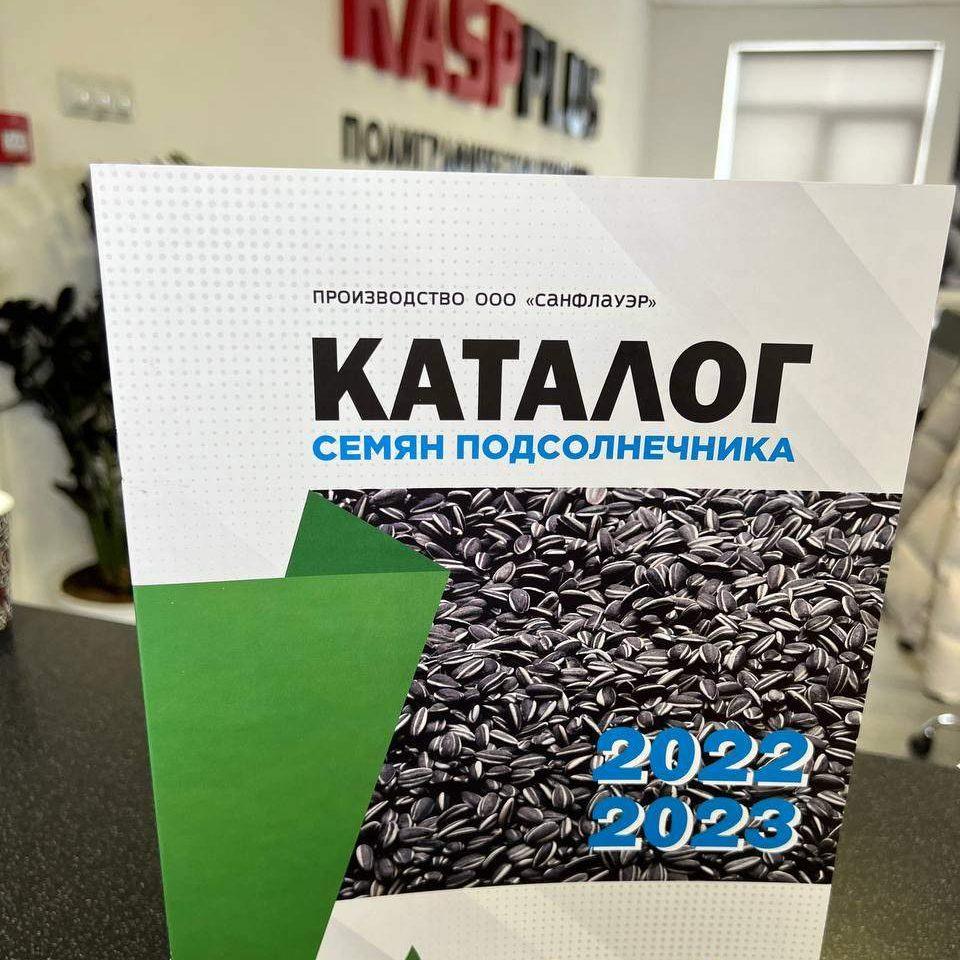 KASPPLUS
ПРОИЗВОДСТВО ООО «САНФЛАУЭР»
КАТАЛОГ
СЕМЯН ПОДСОЛНЕЧНИКА
2022
2023